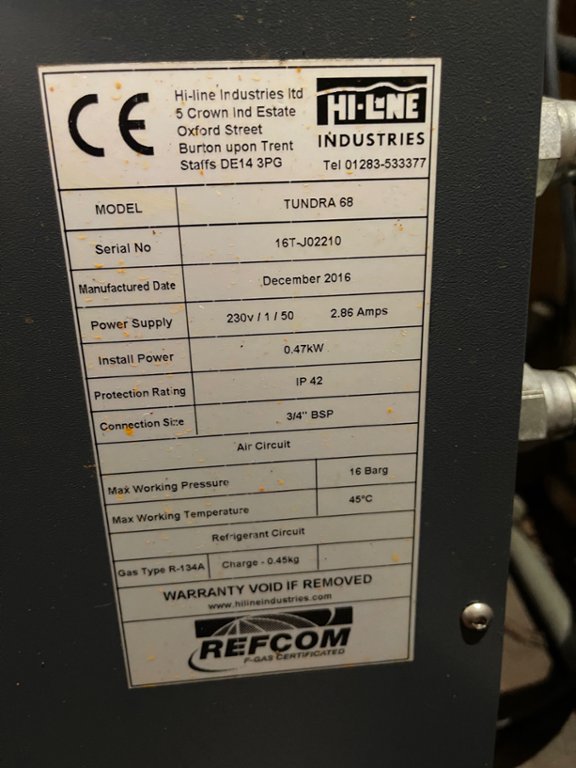 CE
Hi-line Industries ltd
5 Crown Ind Estate
Oxford Street
Burton upon Trent
Staffs DE14 3PG
HI-LINE
INDUSTRIES
Tel 01283-533377
MODEL TUNDRA 68
Serial No 16T-J02210
Manufactured Date December 2016
Power Supply 230v / 1 / 50 2.86 Amps
Install Power 0.47kW
Protection Rating IP 42
Connection Size 3/4" BSP
Air Circuit
Max Working Pressure 16 Barg
Max Working Temperature 45°C
Refrigerant Circuit
Gas Type R-134A Charge - 0.45kg
WARRANTY VOID IF REMOVED
www.hilineindustries.com
REFCOM
F-GAS CERTIFICATED